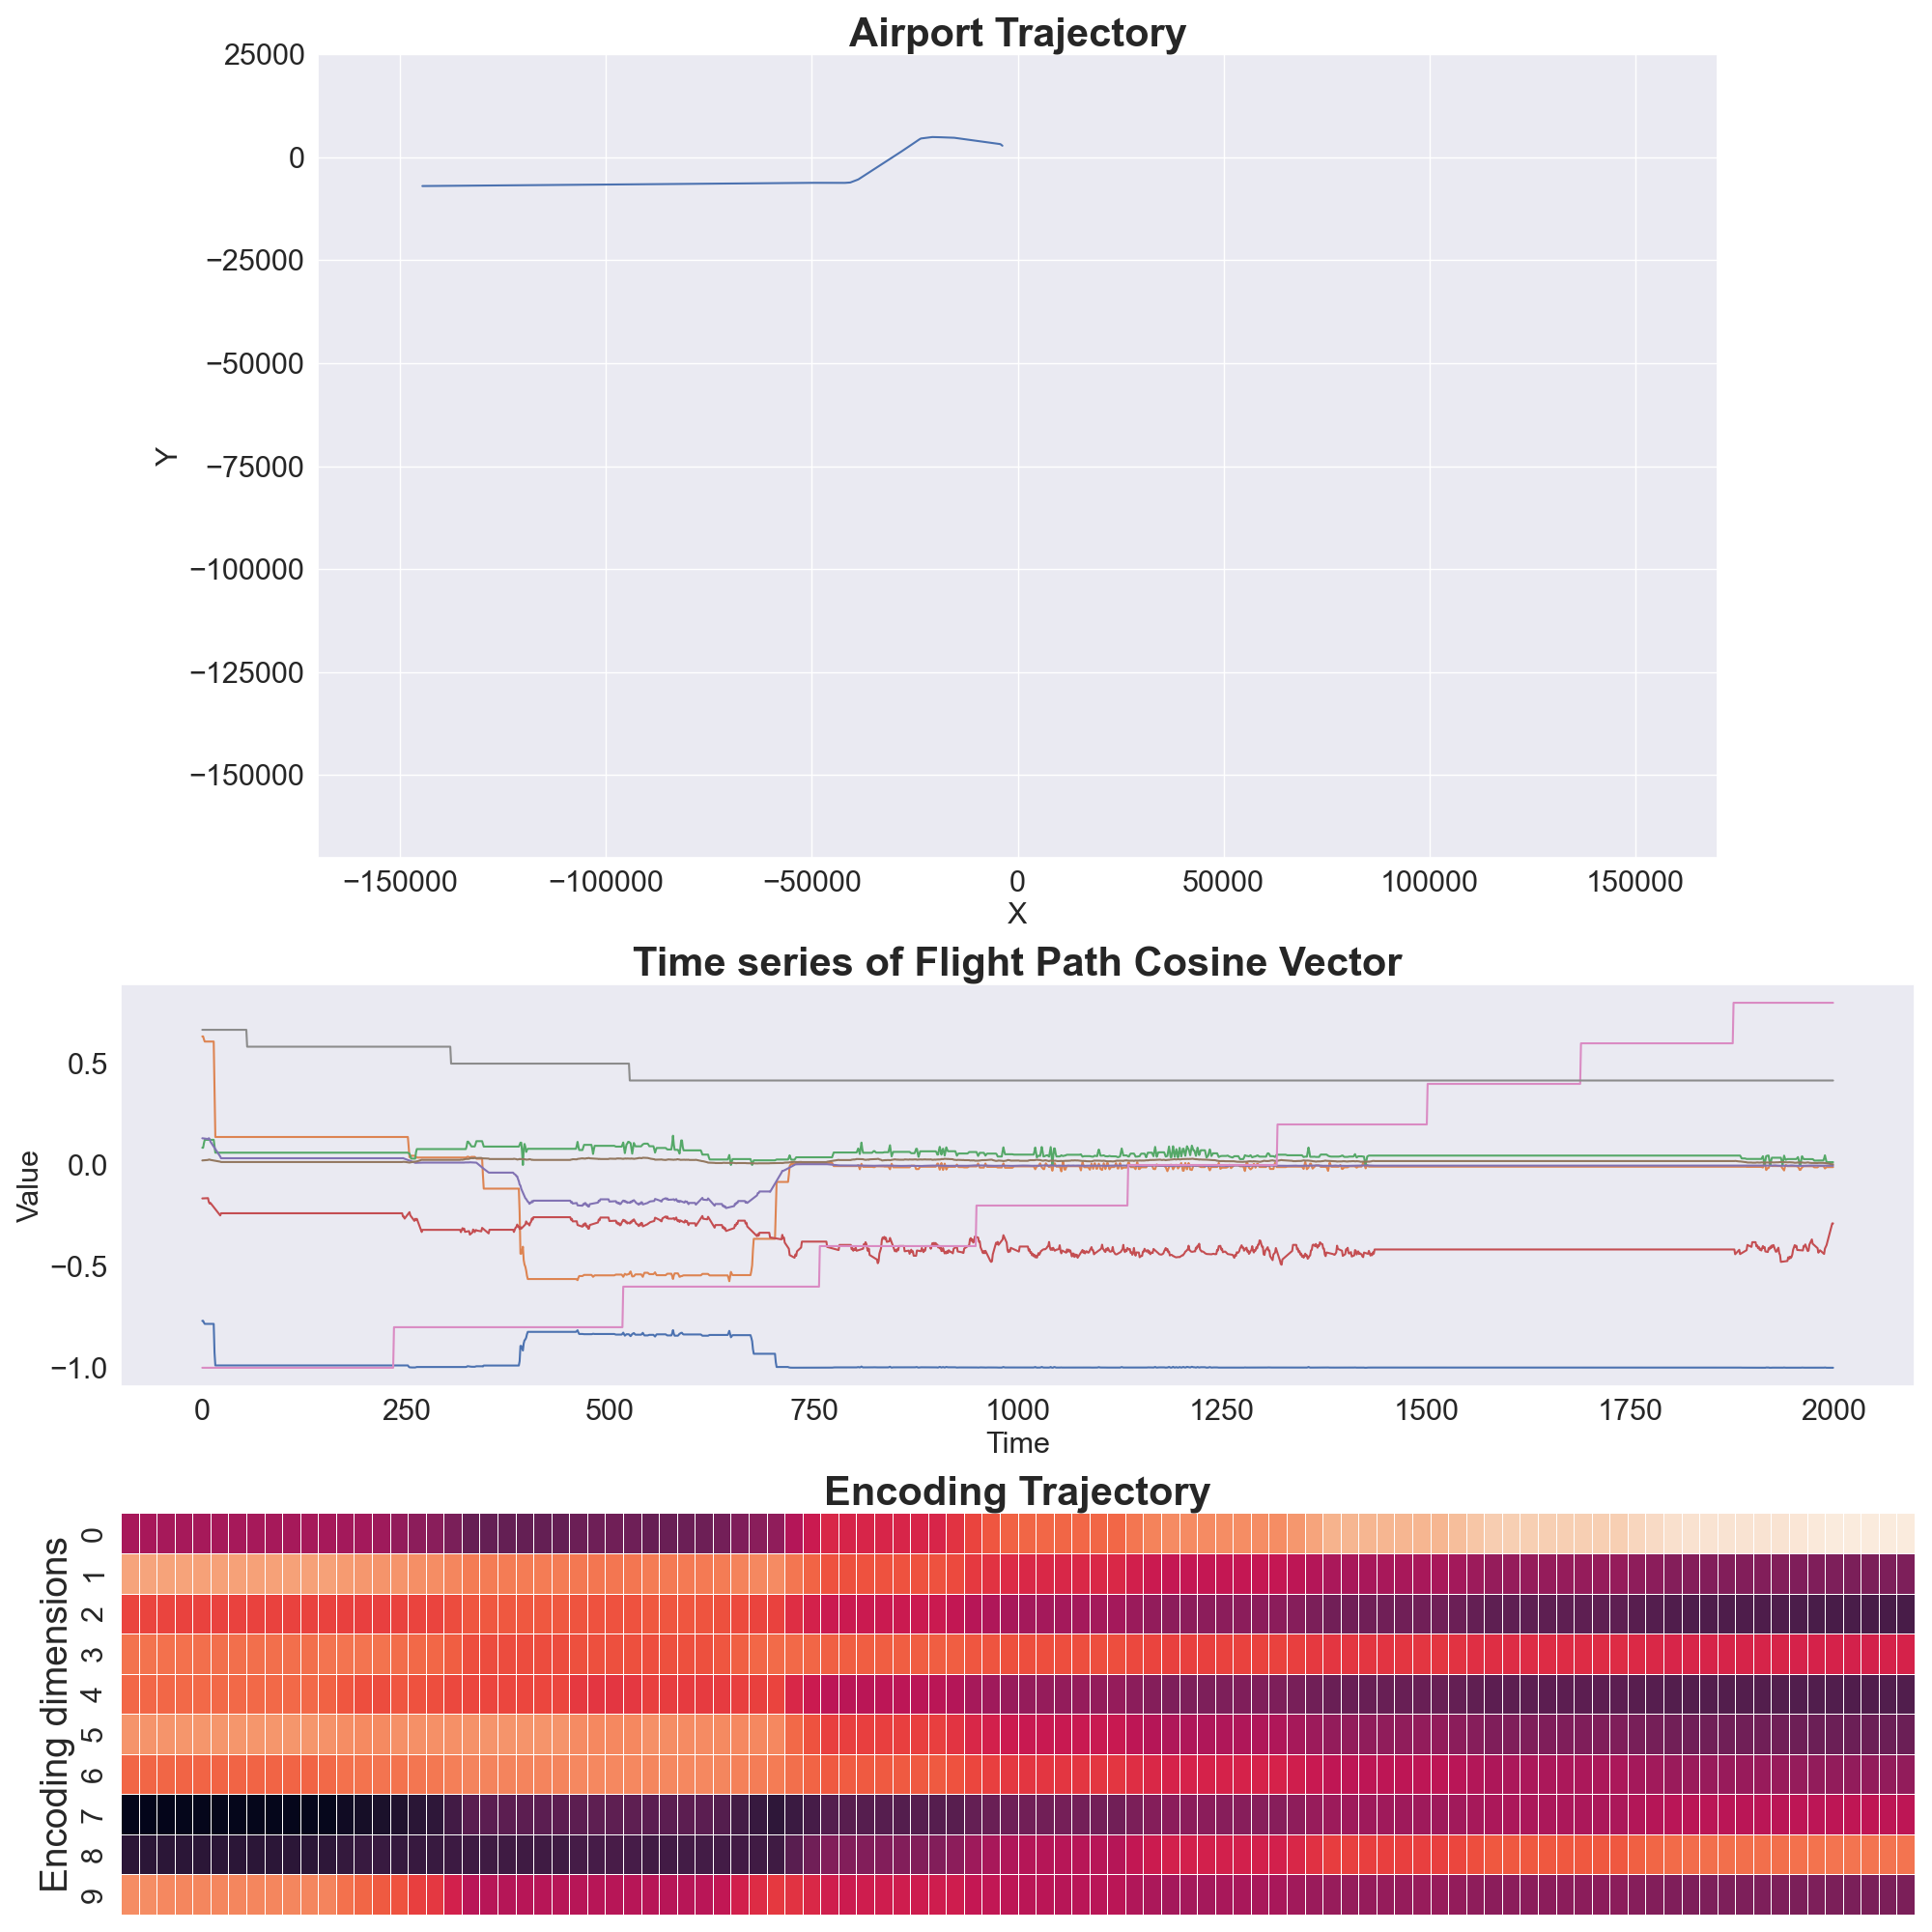 Airport Trajectory
25000
0
−25000
−50000
−75000
−100000
−125000
−150000
Y
−150000 −100000 −50000 0 50000 100000 150000
X
Time series of Flight Path Cosine Vector
0.5
0.0
−0.5
−1.0
Value
0 250 500 750 1000 1250 1500 1750 2000
Time
Encoding Trajectory
Encoding dimensions
0
1
2
3
4
5
6
7
8
9